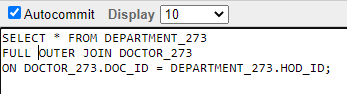 Autocommit Display 10
SELECT * FROM DEPARTMENT_273
FULL OUTER JOIN DOCTOR_273
ON DOCTOR_273.DOC_ID = DEPARTMENT_273.HOD_ID;